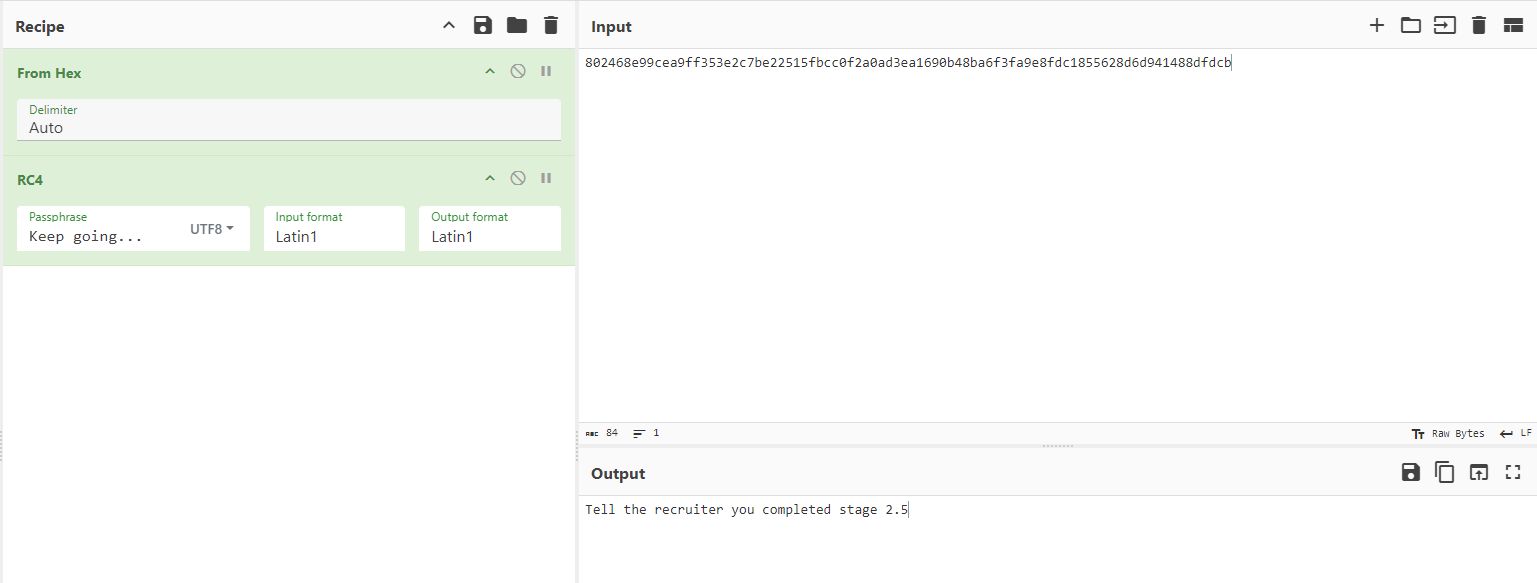 Recipe
From Hex
Delimiter
Auto
RC4
Passphrase
Keep going...
UTF8
Input format
Latin1
Output format
Latin1
Input
802468e99cea9ff353e2c7be22515fbcc0f2a0ad3ea1690b48ba6f3fa9e8fdc1855628d6d941488dfdcb
ABC 84 1
Tт Raw Bytes LF
Output
Tell the recruiter you completed stage 2.5